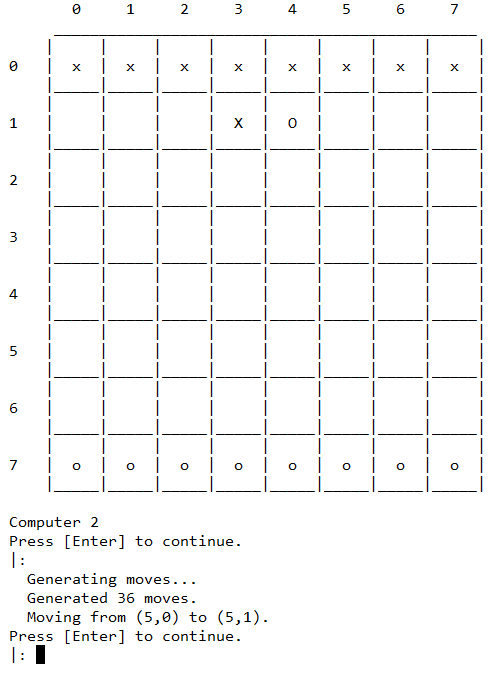 0 1 2 3 4 5 6 7
0 x x x x x x x x
1 X O
2
3
4
5
6
7 o o o o o o o o
Computer 2
Press [Enter] to continue.
|:
Generating moves...
Generated 36 moves.
Moving from (5,0) to (5,1).
Press [Enter] to continue.
|: